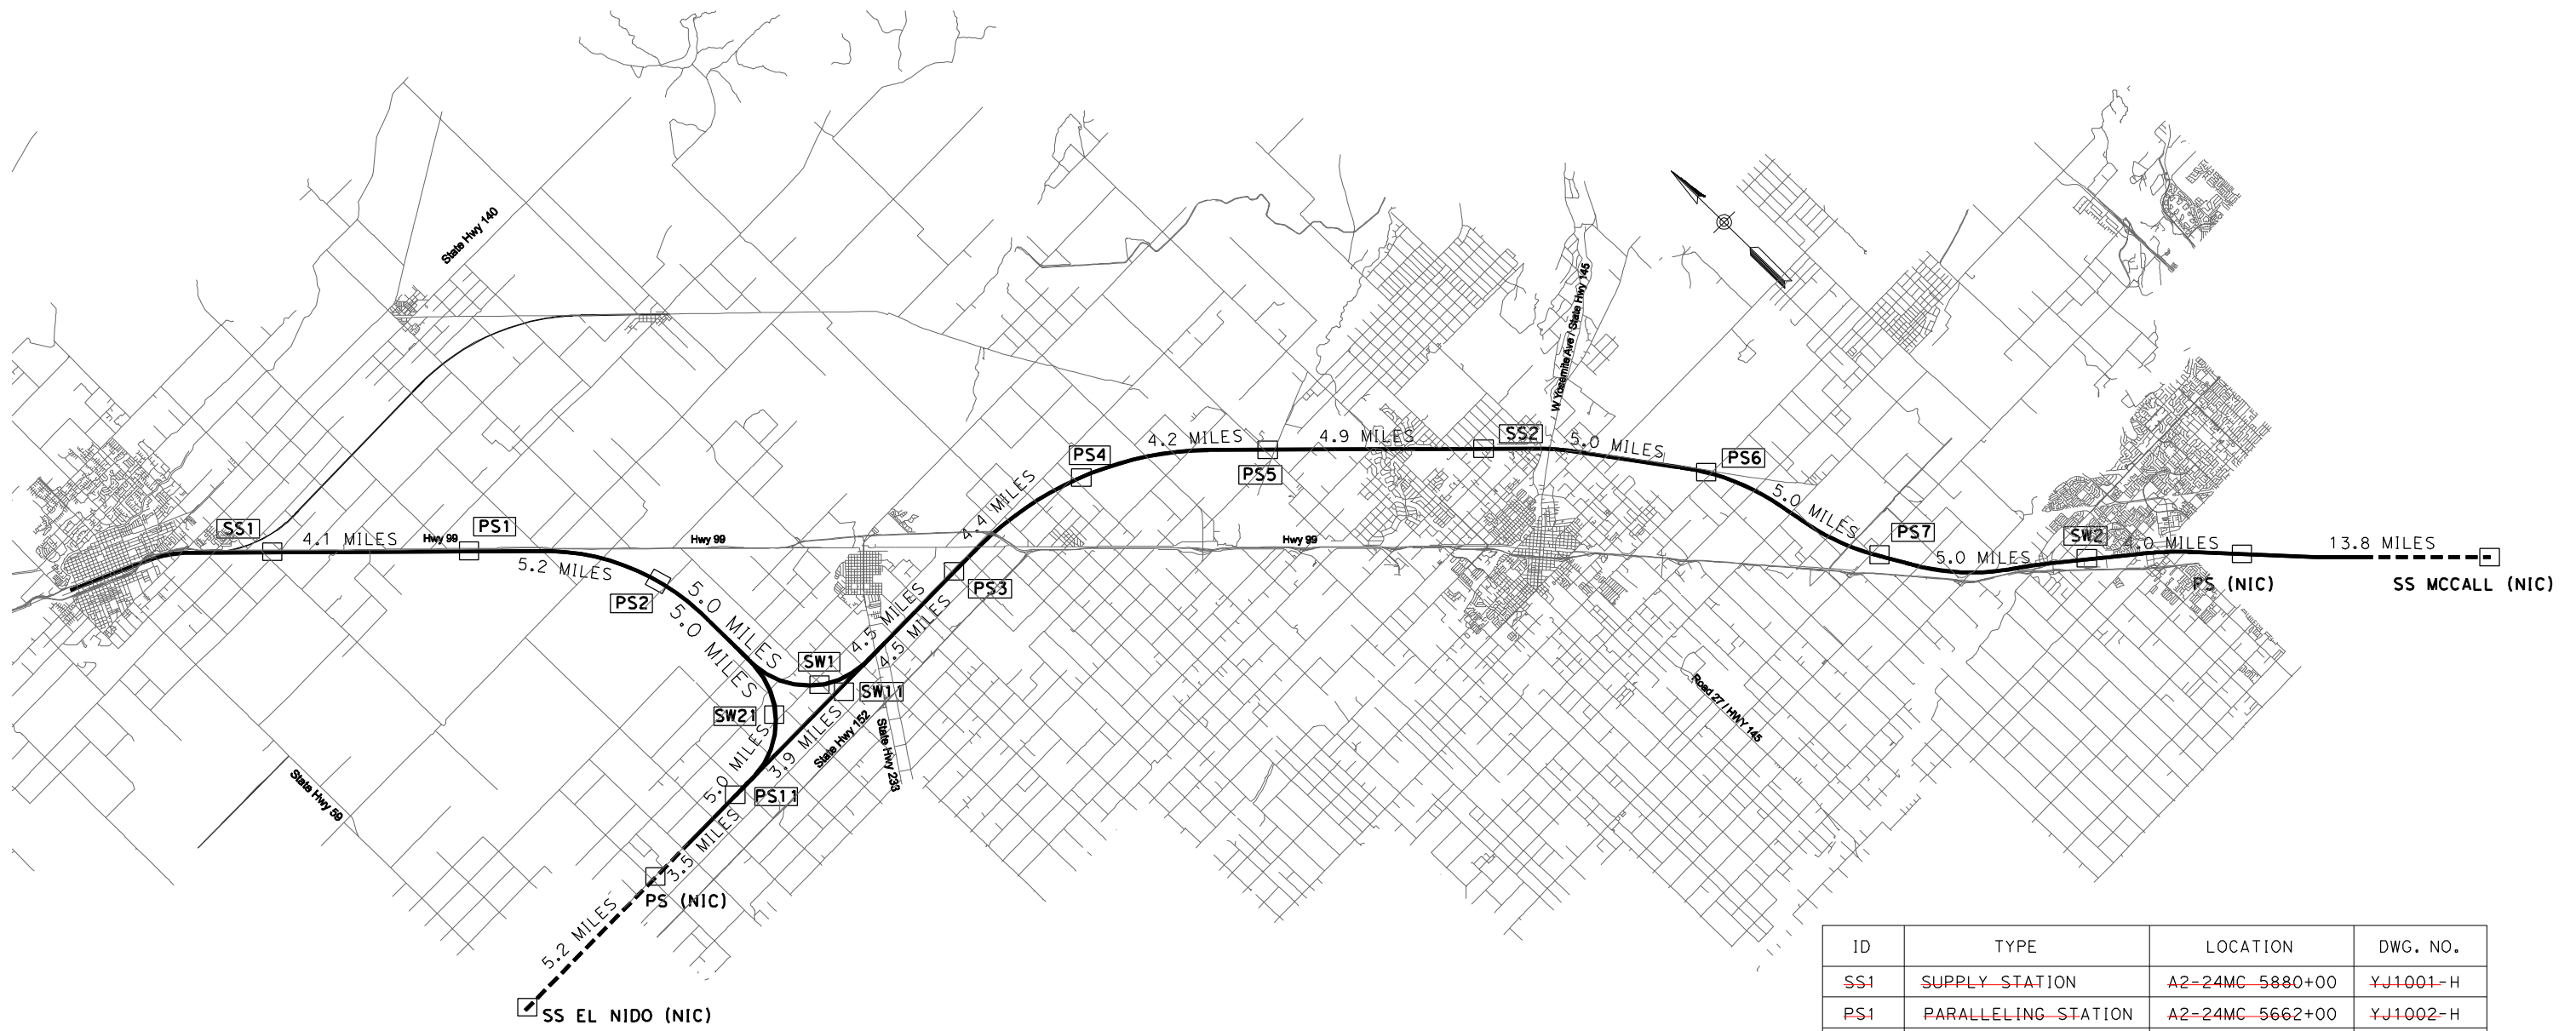 State Hwy 140
W Yosemite Ave / State Hwy 145
SS1
4.1 MILES
Hwy 99
PS1
5.2 MILES
PS2
5.0 MILES
5.0 MILES
Hwy 99
SW1
SW11
SW21
4.5 MILES
4.5 MILES
PS3
4.4 MILES
PS4
4.2 MILES
PS5
4.9 MILES
SS2
5.0 MILES
PS6
5.0 MILES
PS7
5.0 MILES
SW2
4.0 MILES
PS (NIC)
13.8 MILES
SS MCCALL (NIC)
Hwy 99
Road 27 / HWY 145
State Hwy 59
5.0 MILES
3.9 MILES
State Hwy 152
State Hwy 233
PS11
3.5 MILES
PS (NIC)
5.2 MILES
SS EL NIDO (NIC)
ID TYPE LOCATION DWG. NO.
SS1 SUPPLY STATION A2-24MC 5880+00 YJ1001-H
PS1 PARALLELING STATION A2-24MC 5662+00 YJ1002-H